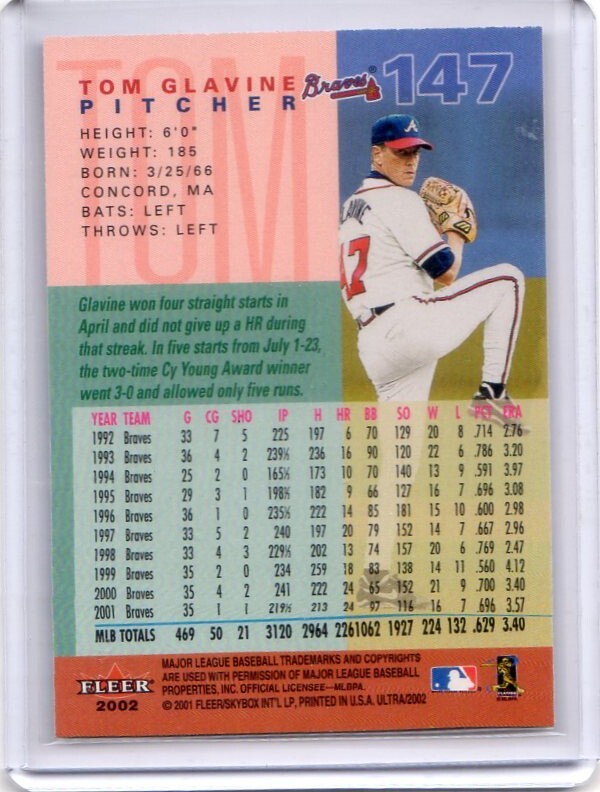 TOM
TOM GLAVINE
PITCHER
Braves® 147
HEIGHT: 6'0"
WEIGHT: 185
BORN: 3/25/66
CONCORD, MA
BATS: LEFT
THROWS: LEFT
LAVINE
47
Glavine won four straight starts in
April and did not give up a HR during
that streak. In five starts from July 1-23,
the two-time Cy Young Award winner
went 3-0 and allowed only five runs.
YEAR TEAM G CG SHO IP H HR BB SO W L PCT ERA
1992 Braves 33 7 5 225 197 6 70 129 20 8 .714 2.76
1993 Braves 36 4 2 239⅓ 236 16 90 120 22 6 .786 3.20
1994 Braves 25 2 0 165⅓ 173 10 70 140 13 9 .591 3.97
1995 Braves 29 3 1 198⅔ 182 9 66 127 16 7 .696 3.08
1996 Braves 36 1 0 235⅓ 222 14 85 181 15 10 .600 2.98
1997 Braves 33 5 2 240 197 20 79 152 14 7 .667 2.96
1998 Braves 33 4 3 229⅓ 202 13 74 157 20 6 .769 2.47
1999 Braves 35 2 0 234 259 18 83 138 14 11 .560 4.12
2000 Braves 35 4 2 241 222 24 65 152 21 9 .700 3.40
2001 Braves 35 1 1 219⅓ 213 24 97 116 16 7 .696 3.57
MLB TOTALS 469 50 21 3120 2964 226 1062 1927 224 132 .629 3.40
FLEER
2002
MAJOR LEAGUE BASEBALL TRADEMARKS AND COPYRIGHTS
ARE USED WITH PERMISSION OF MAJOR LEAGUE BASEBALL
PROPERTIES, INC. OFFICIAL LICENSEE—MLBPA.
© 2001 FLEER/SKYBOX INT'L LP, PRINTED IN U.S.A. ULTRA/2002